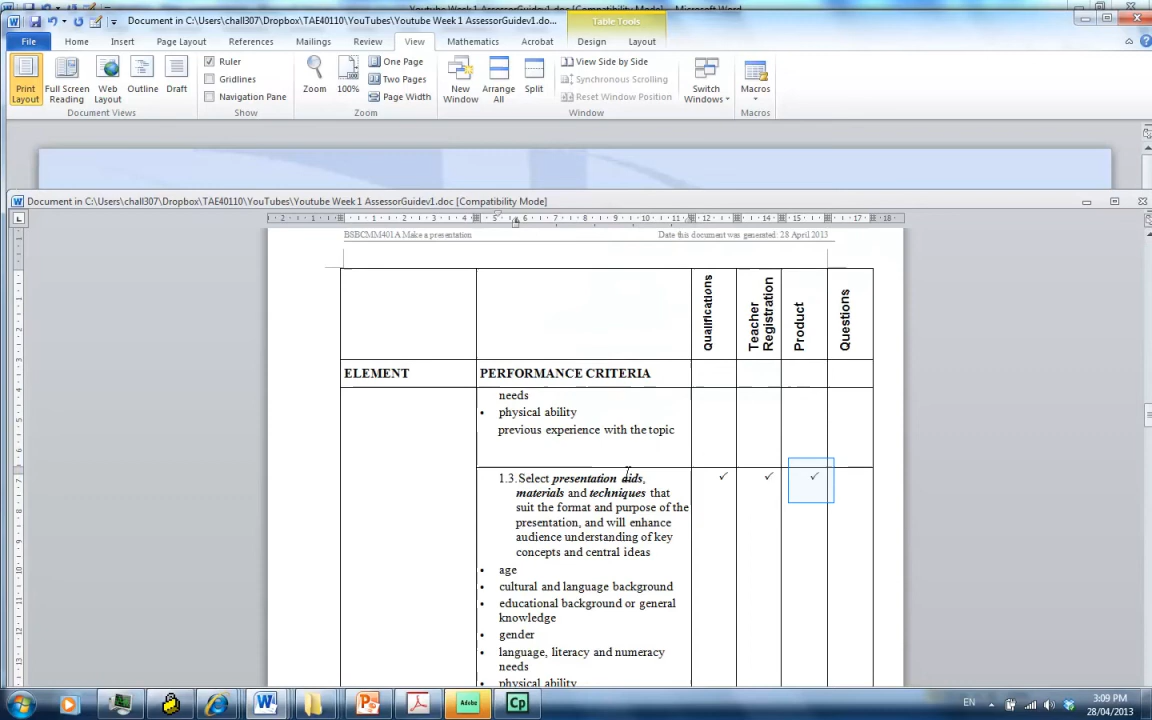 Document in C:\Users\chall307\Dropbox\TAE40110\YouTubes\Youtube Week 1 AssessorGuidev1.do...
Table Tools
File Home Insert Page Layout References Mailings Review View Mathematics Acrobat Design Layout
Print Layout
Full Screen Reading
Web Layout
Outline
Draft
Document Views
Ruler
Gridlines
Navigation Pane
Show
Zoom
100%
One Page
Two Pages
Page Width
Zoom
New Window
Arrange All
Split
View Side by Side
Synchronous Scrolling
Reset Window Position
Window
Switch Windows
Macros
Macros
Document in C:\Users\chall307\Dropbox\TAE40110\YouTubes\Youtube Week 1 AssessorGuidev1.doc [Compatibility Mode]
BSBCMM401A Make a presentation
Date this document was generated: 28 April 2013
Qualifications
Teacher Registration
Product
Questions
ELEMENT
PERFORMANCE CRITERIA
needs
• physical ability
previous experience with the topic
1.3.Select presentation aids,
materials and techniques that
suit the format and purpose of the
presentation, and will enhance
audience understanding of key
concepts and central ideas
✓ ✓ ✓
• age
• cultural and language background
• educational background or general
knowledge
• gender
• language, literacy and numeracy
needs
• physical ability
EN
3:09 PM
28/04/2013